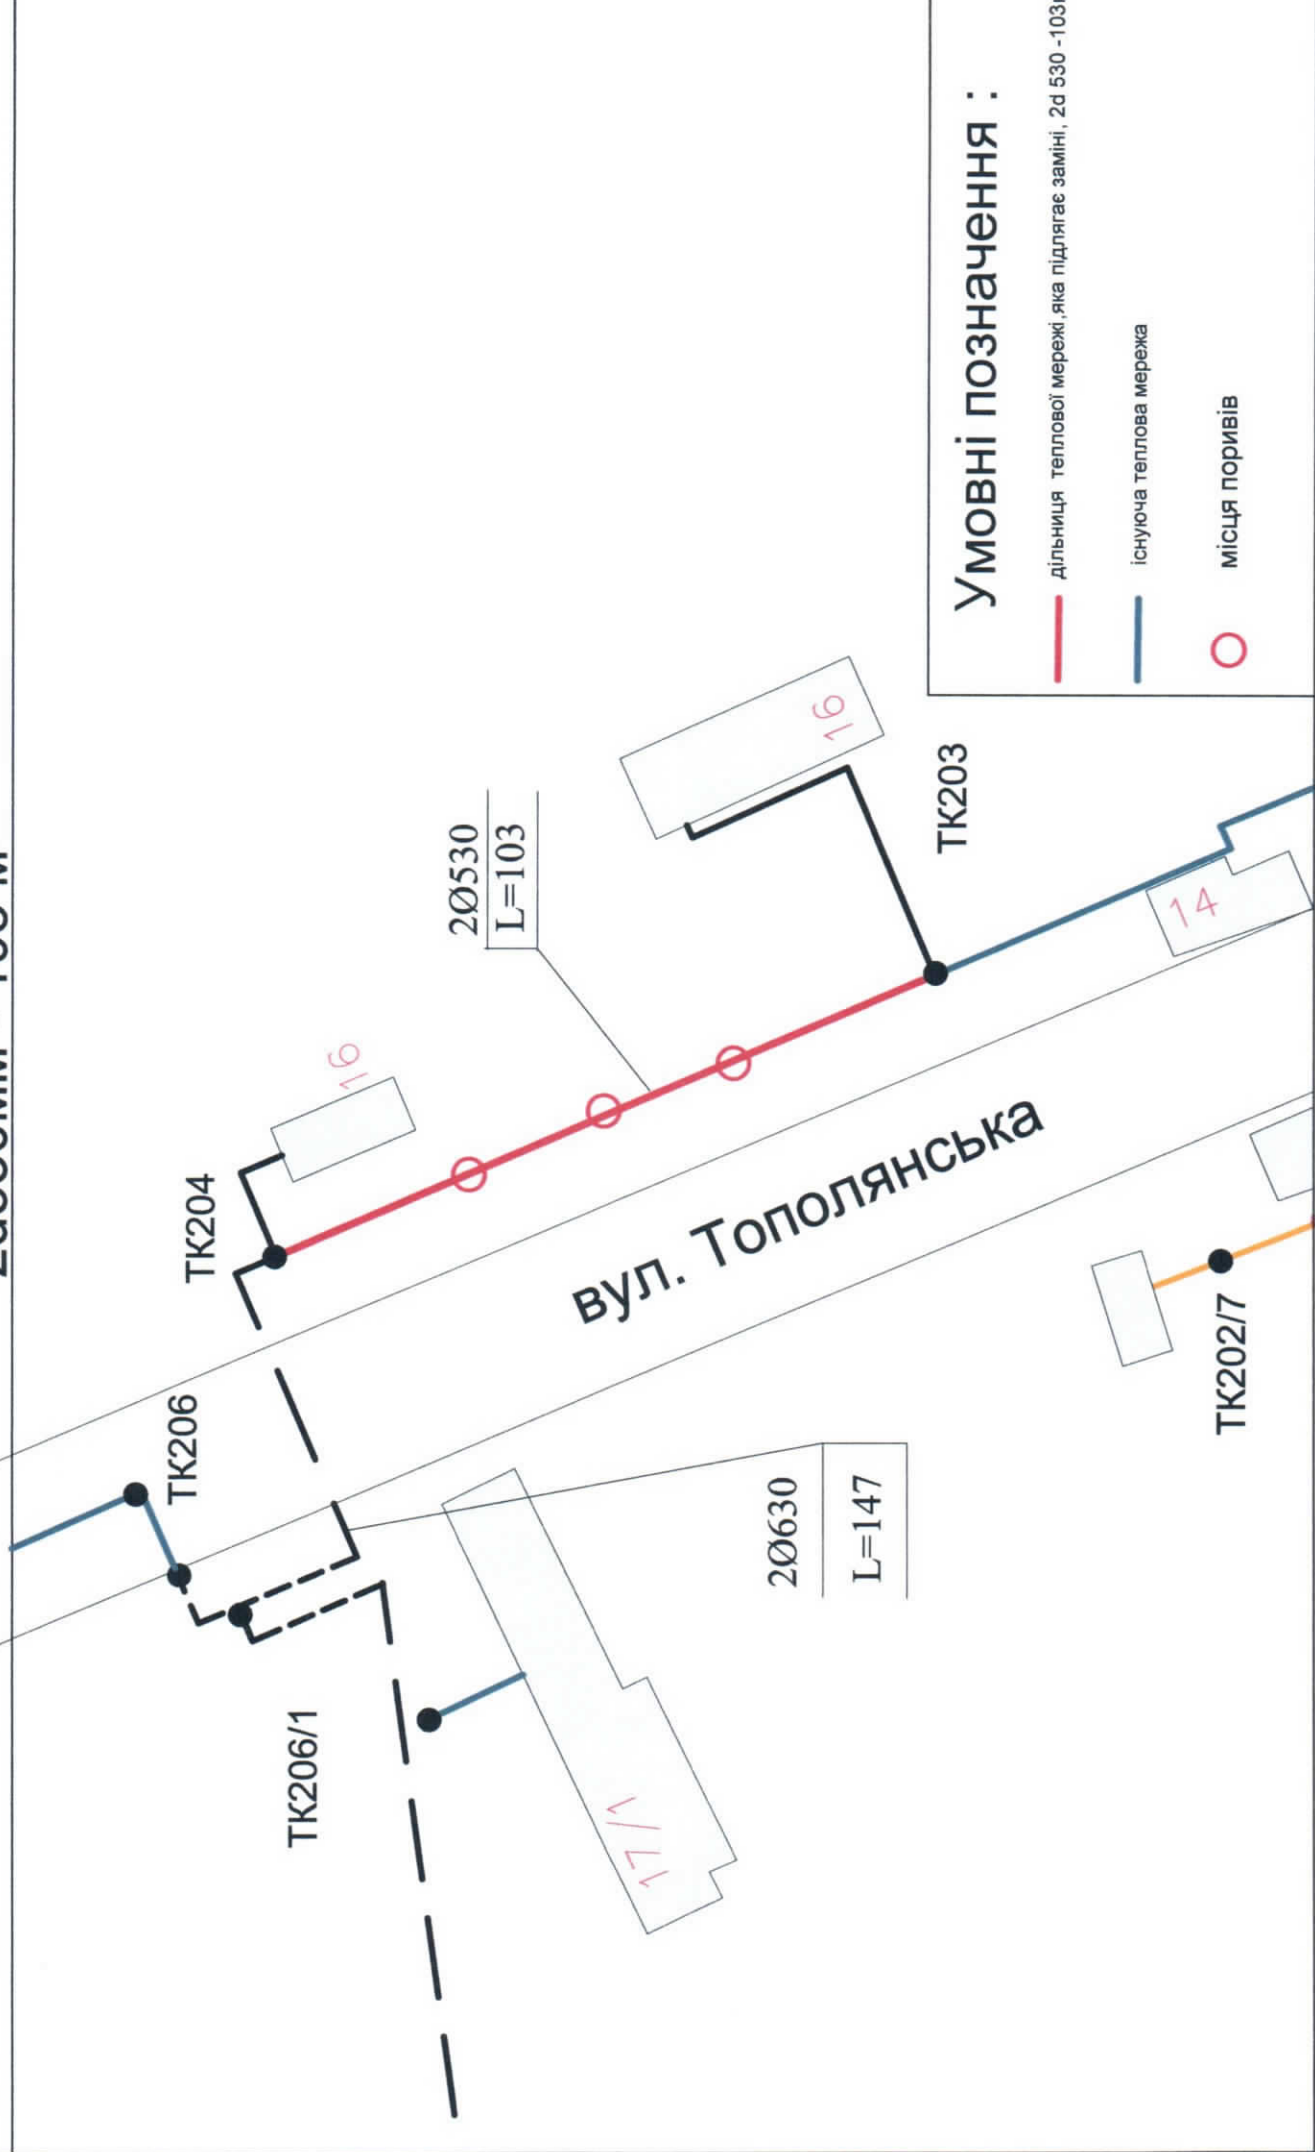 ТК206
ТК204
ТК206/1
16
2Ø530
L=103
16
ТК203
вул. Тополянська
17/1
2Ø630
L=147
14
ТК202/7
Умовні позначення :
дільниця теплової мережі,яка підлягає заміні, 2d 530 -103
існуюча теплова мережа
місця поривів